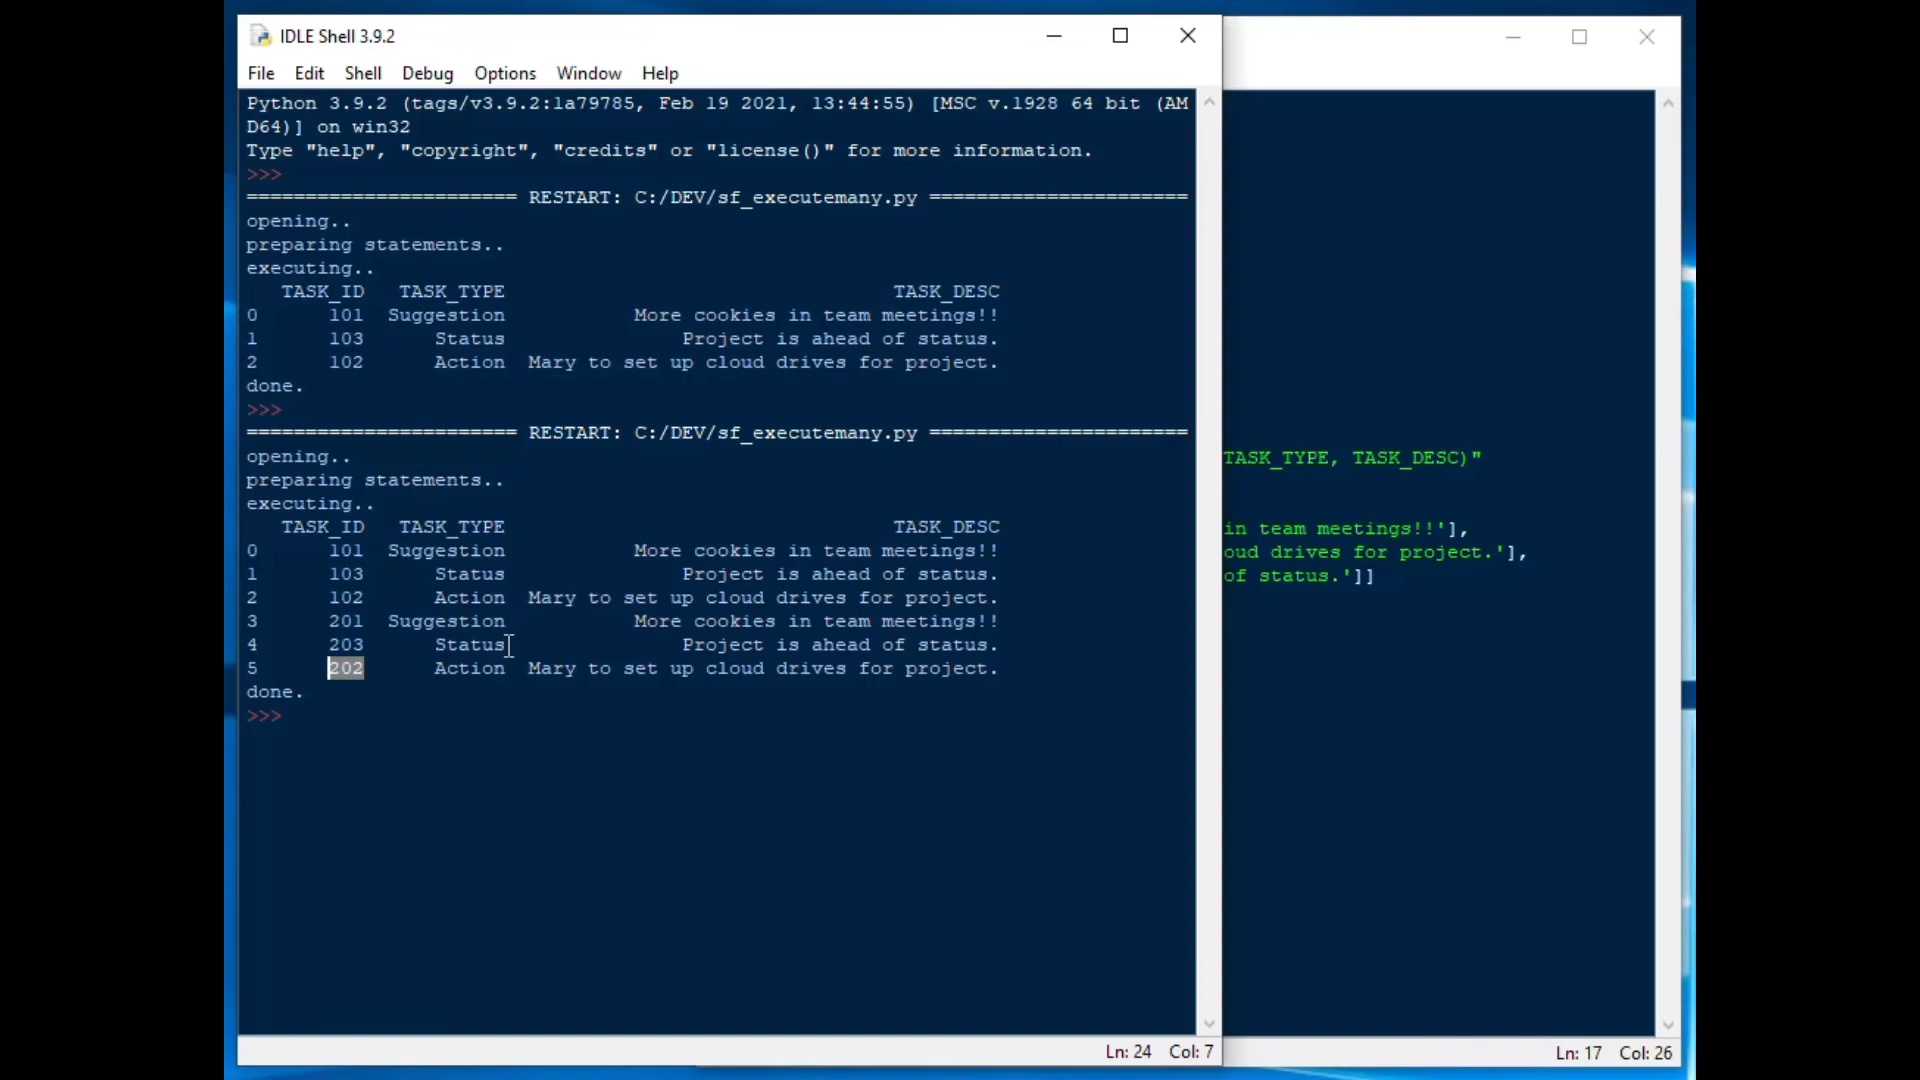 IDLE Shell 3.9.2
File Edit Shell Debug Options Window Help
Python 3.9.2 (tags/v3.9.2:1a79785, Feb 19 2021, 13:44:55) [MSC v.1928 64 bit (AM
D64)] on win32
Type "help", "copyright", "credits" or "license()" for more information.
>>>
======================= RESTART: C:/DEV/sf_executemany.py ======================
opening..
preparing statements..
executing..
TASK_ID TASK_TYPE TASK_DESC
0 101 Suggestion More cookies in team meetings!!
1 103 Status Project is ahead of status.
2 102 Action Mary to set up cloud drives for project.
done.
>>>
======================= RESTART: C:/DEV/sf_executemany.py ======================
opening..
preparing statements..
executing..
TASK_ID TASK_TYPE TASK_DESC
0 101 Suggestion More cookies in team meetings!!
1 103 Status Project is ahead of status.
2 102 Action Mary to set up cloud drives for project.
3 201 Suggestion More cookies in team meetings!!
4 203 Status Project is ahead of status.
5 202 Action Mary to set up cloud drives for project.
done.
>>>
Ln: 24 Col: 7
TASK_TYPE, TASK_DESC)"
in team meetings!!'],
oud drives for project.'],
of status.']]
Ln: 17 Col: 26